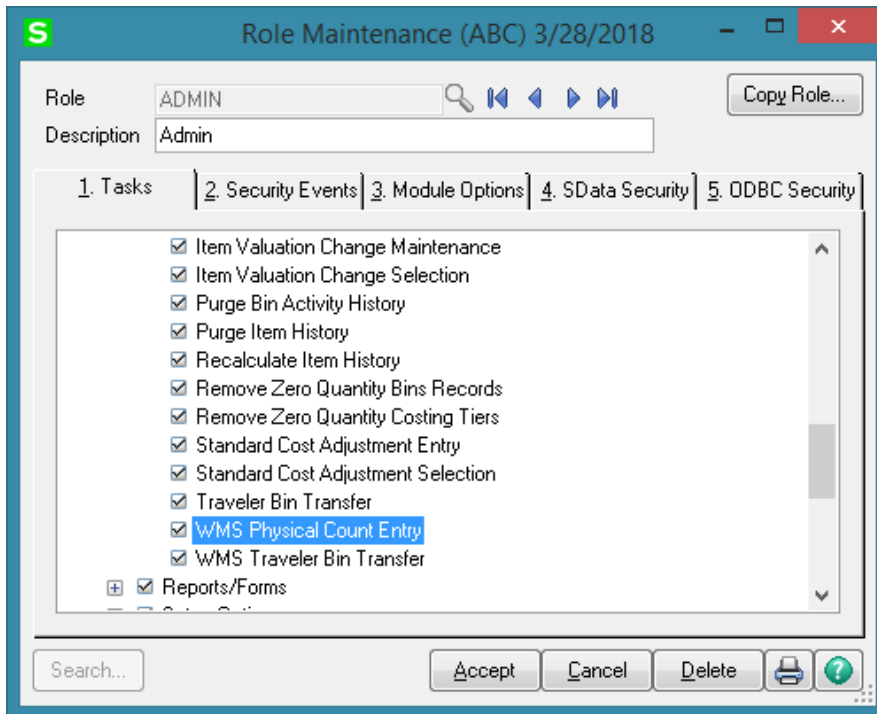 S Role Maintenance (ABC) 3/28/2018
Role ADMIN Copy Role...
Description Admin
1. Tasks 2. Security Events 3. Module Options 4. SData Security 5. ODBC Security
Item Valuation Change Maintenance
Item Valuation Change Selection
Purge Bin Activity History
Purge Item History
Recalculate Item History
Remove Zero Quantity Bins Records
Remove Zero Quantity Costing Tiers
Standard Cost Adjustment Entry
Standard Cost Adjustment Selection
Traveler Bin Transfer
WMS Physical Count Entry
WMS Traveler Bin Transfer
Reports/Forms
Search... Accept Cancel Delete ?